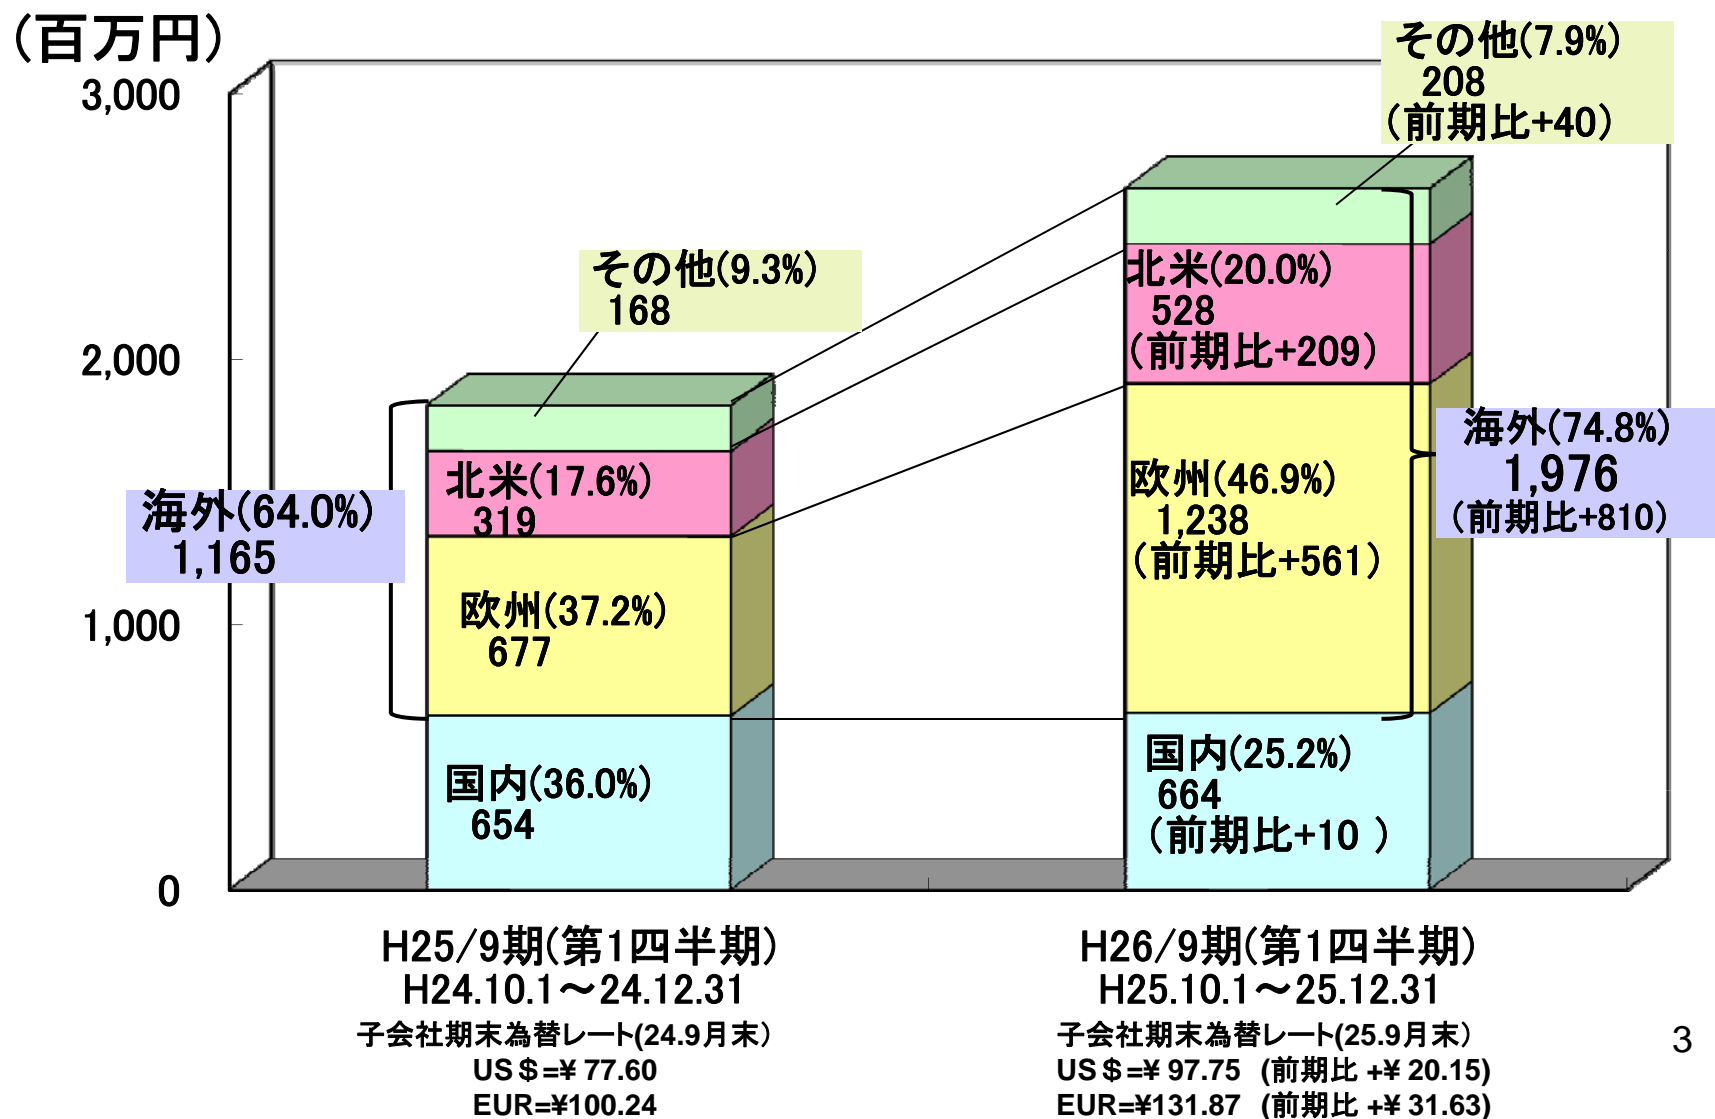 (百万円)
3,000
2,000
1,000
0
その他(9.3%)
168
北米(17.6%)
319
海外(64.0%)
1,165
欧州(37.2%)
677
国内(36.0%)
654
その他(7.9%)
208
(前期比+40)
北米(20.0%)
528
(前期比+209)
海外(74.8%)
1,976
(前期比+810)
欧州(46.9%)
1,238
(前期比+561)
国内(25.2%)
664
(前期比+10 )
H25/9期(第1四半期)
H24.10.1～24.12.31
子会社期末為替レート(24.9月末)
US＄=¥ 77.60
EUR=¥100.24
H26/9期(第1四半期)
H25.10.1～25.12.31
子会社期末為替レート(25.9月末)
US＄=¥ 97.75 (前期比 +¥ 20.15)
EUR=¥131.87 (前期比 +¥ 31.63)
3